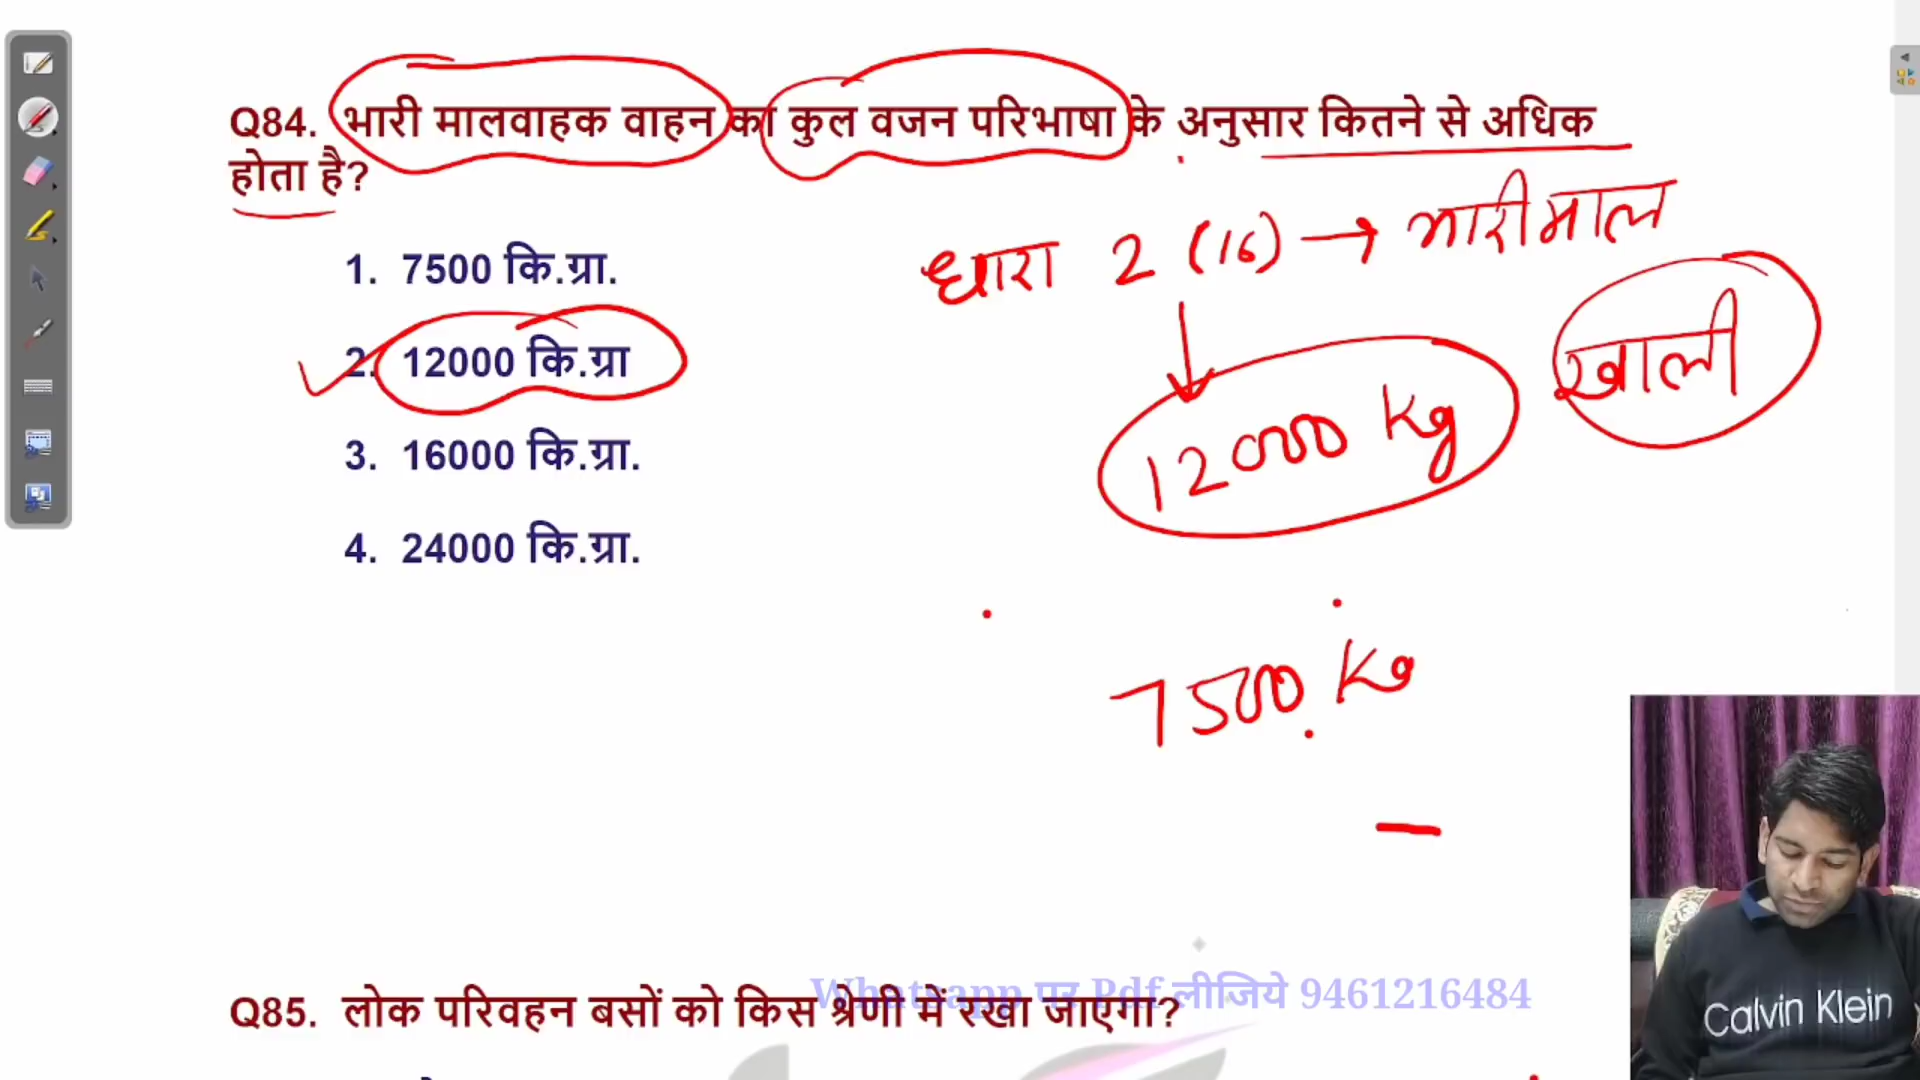 Q84. भारी मालवाहक वाहन का कुल वजन परिभाषा के अनुसार कितने से अधिक
होता है?
धारा 2 (16) → भारी माल
1. 7500 कि.ग्रा.
2. 12000 कि.ग्रा
12000 Kg
खाली
3. 16000 कि.ग्रा.
4. 24000 कि.ग्रा.
7500 Kg
Whatsapp पर Pdf लीजिये 9461216484
Q85. लोक परिवहन बसों को किस श्रेणी में रखा जाएगा?
Calvin Klein